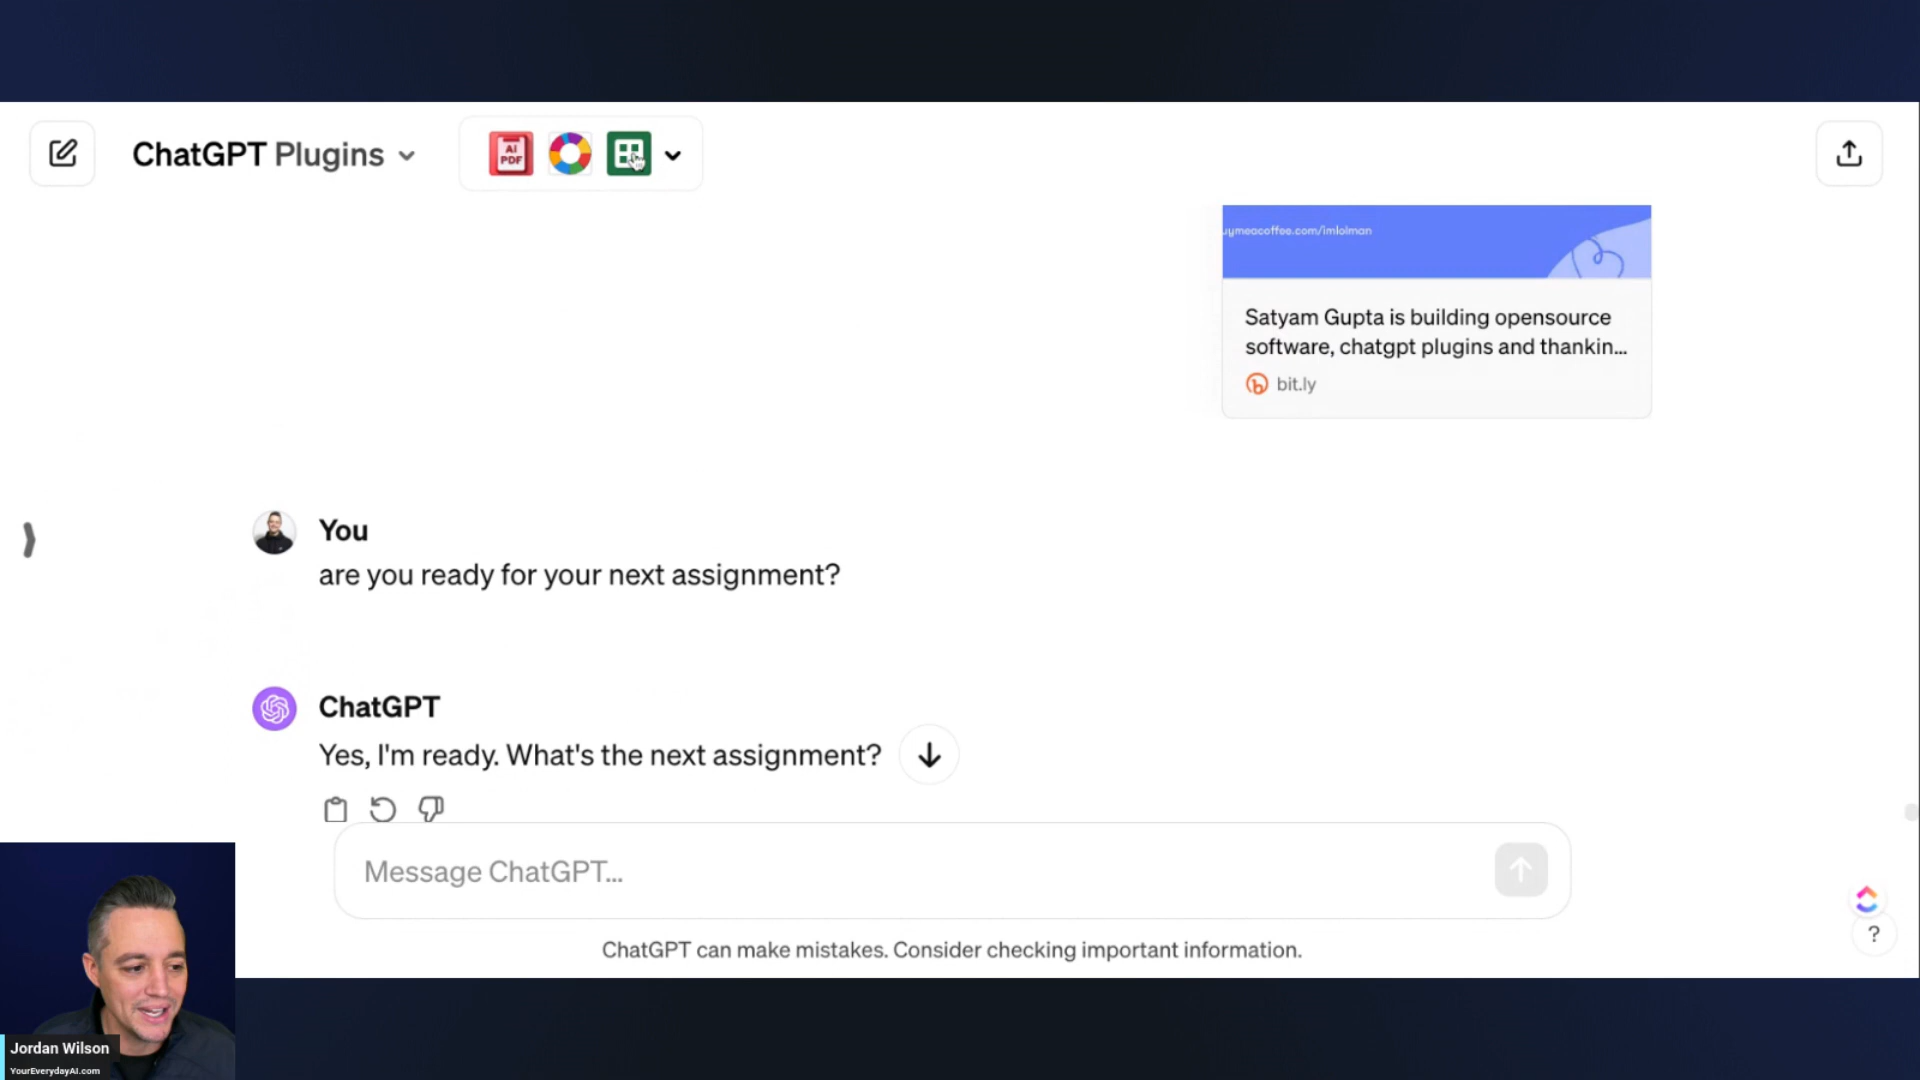 ChatGPT Plugins
AI
PDF
uymeacoffee.com/imlolman
Satyam Gupta is building opensource
software, chatgpt plugins and thankin...
bit.ly
You
are you ready for your next assignment?
ChatGPT
Yes, I'm ready. What's the next assignment?
Message ChatGPT...
ChatGPT can make mistakes. Consider checking important information.
?
Jordan Wilson
YourEverydayAI.com